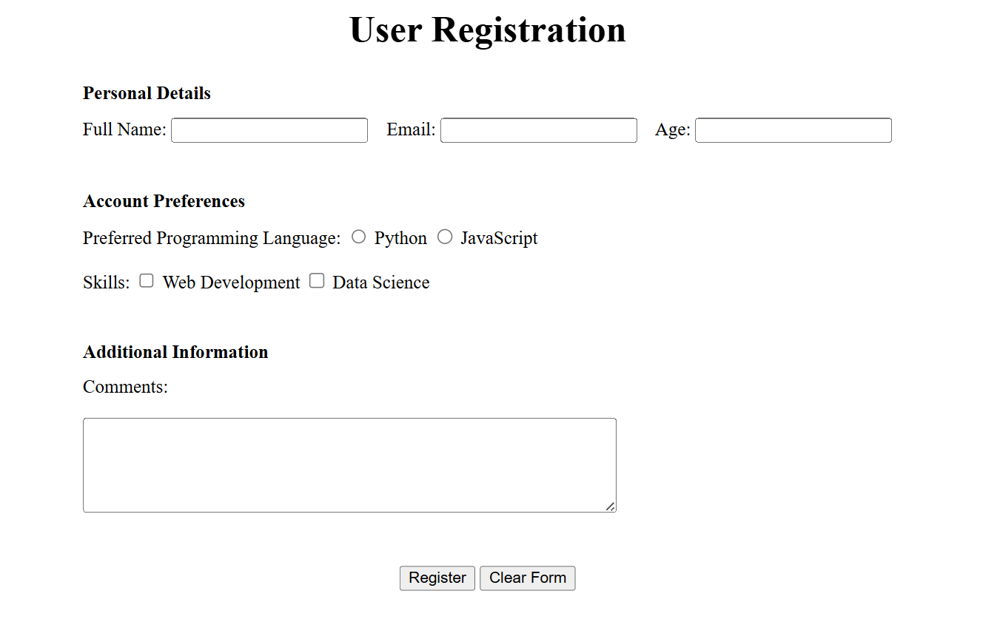 User Registration
Personal Details
Full Name: Email: Age:
Account Preferences
Preferred Programming Language: Python JavaScript
Skills: Web Development Data Science
Additional Information
Comments:
Register Clear Form